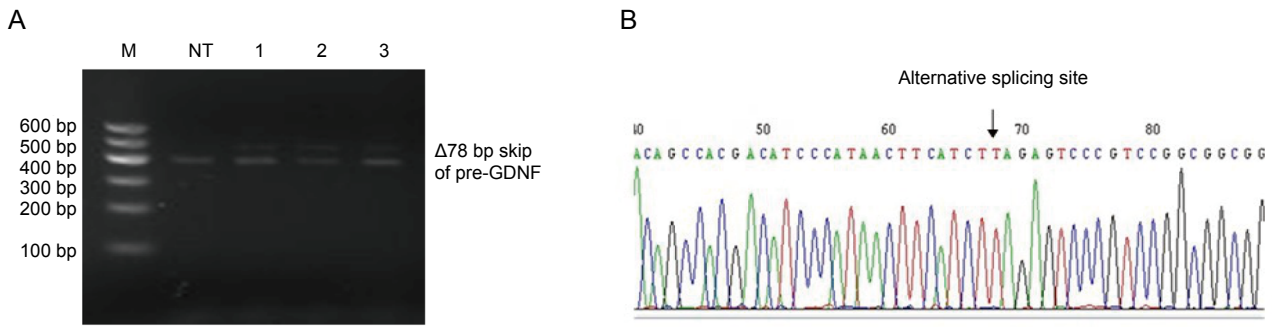 A
M NT 1 2 3
600 bp
500 bp
400 bp
300 bp
200 bp
100 bp
Δ78 bp skip
of pre-GDNF
B
Alternative splicing site
10 50 60 70 80
ACAGCCACGACATCCCATAACTTCATCTTAGAGTCCCGTCCGGCGGCGG